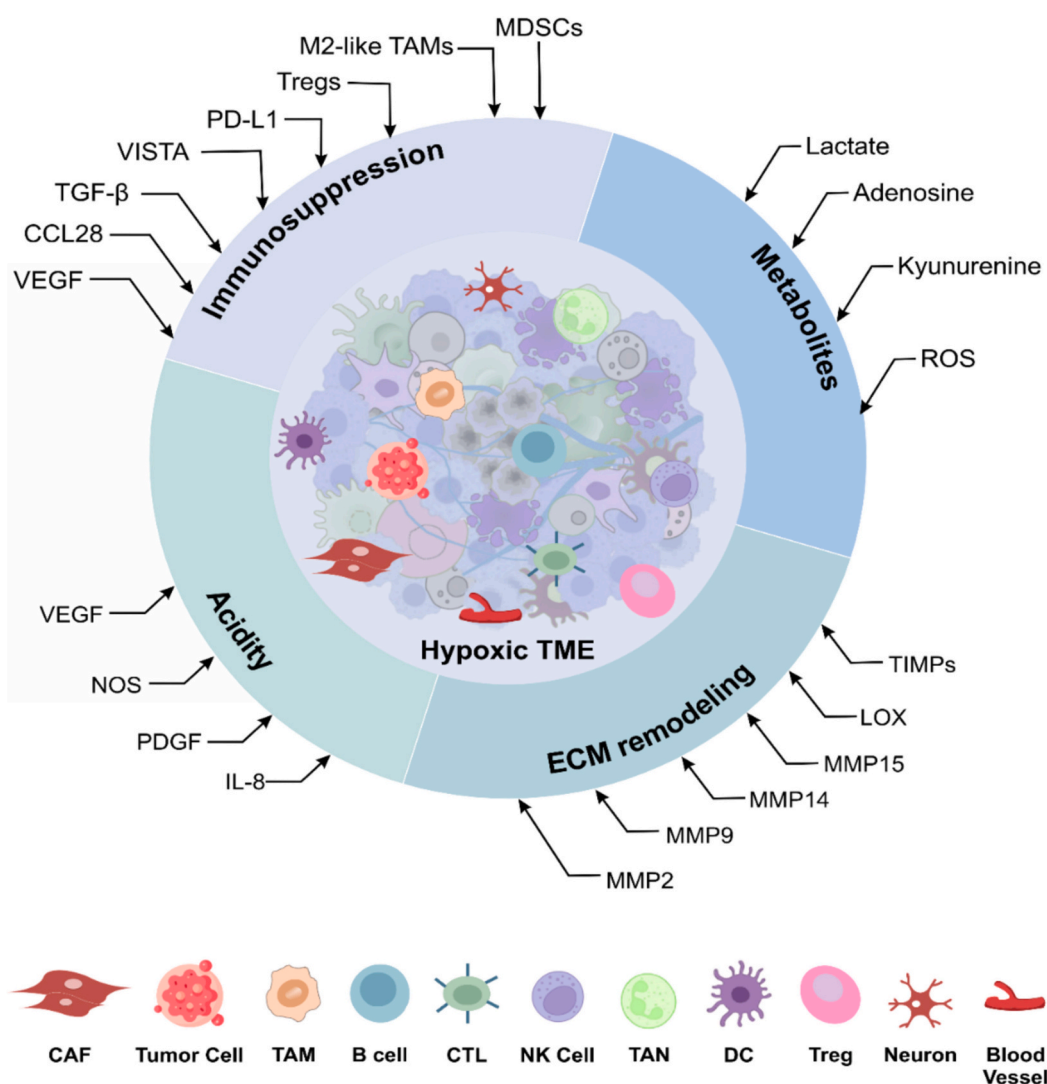 MDSCs
M2-like TAMs
Tregs
PD-L1
VISTA
TGF-β
CCL28
VEGF
Immunosuppression
Lactate
Adenosine
Kyunurenine
ROS
Metabolites
VEGF
NOS
PDGF
IL-8
Acidity
Hypoxic TME
TIMPs
LOX
MMP15
MMP14
MMP9
MMP2
ECM remodeling
CAF
Tumor Cell
TAM
B cell
CTL
NK Cell
TAN
DC
Treg
Neuron
Blood
Vessel